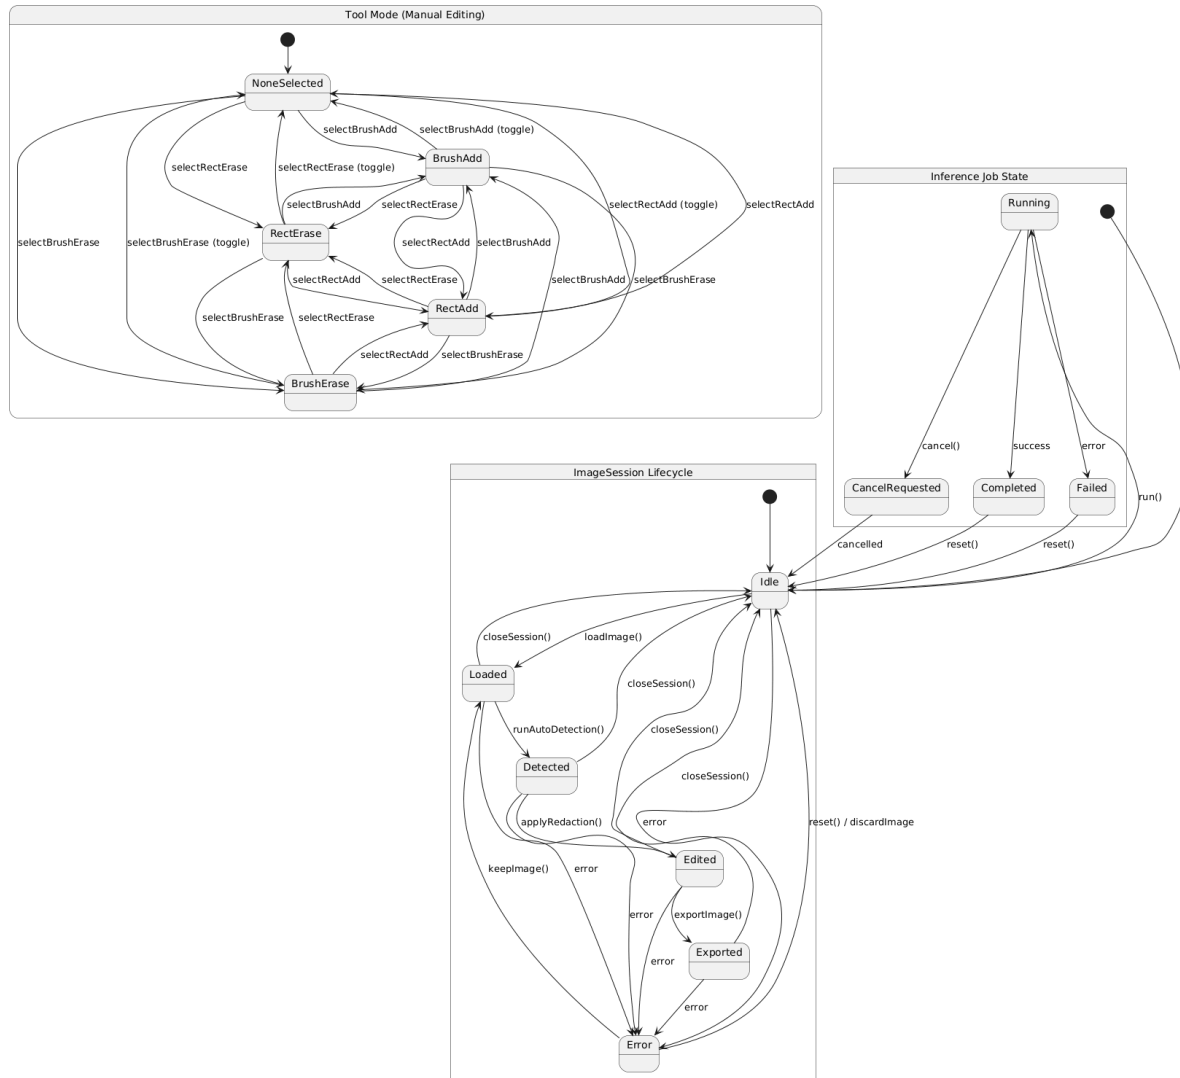 Tool Mode (Manual Editing)
NoneSelected
selectBrushAdd
selectBrushAdd (toggle)
BrushAdd
selectRectErase
selectRectErase (toggle)
selectBrushAdd
selectRectErase
selectRectAdd (toggle)
selectRectAdd
RectErase
selectBrushErase
selectBrushErase (toggle)
selectRectAdd
selectBrushAdd
selectRectAdd
selectRectErase
selectBrushAdd
selectBrushErase
RectAdd
selectBrushErase
selectRectErase
selectRectAdd
selectBrushErase
BrushErase
Inference Job State
Running
cancel()
success
error
CancelRequested
Completed
Failed
run()
cancelled
reset()
reset()
ImageSession Lifecycle
Idle
closeSession()
loadImage()
Loaded
closeSession()
runAutoDetection()
closeSession()
Detected
closeSession()
applyRedaction()
error
reset() / discardImage
Edited
keepImage()
error
error
exportImage()
Exported
error
error
Error